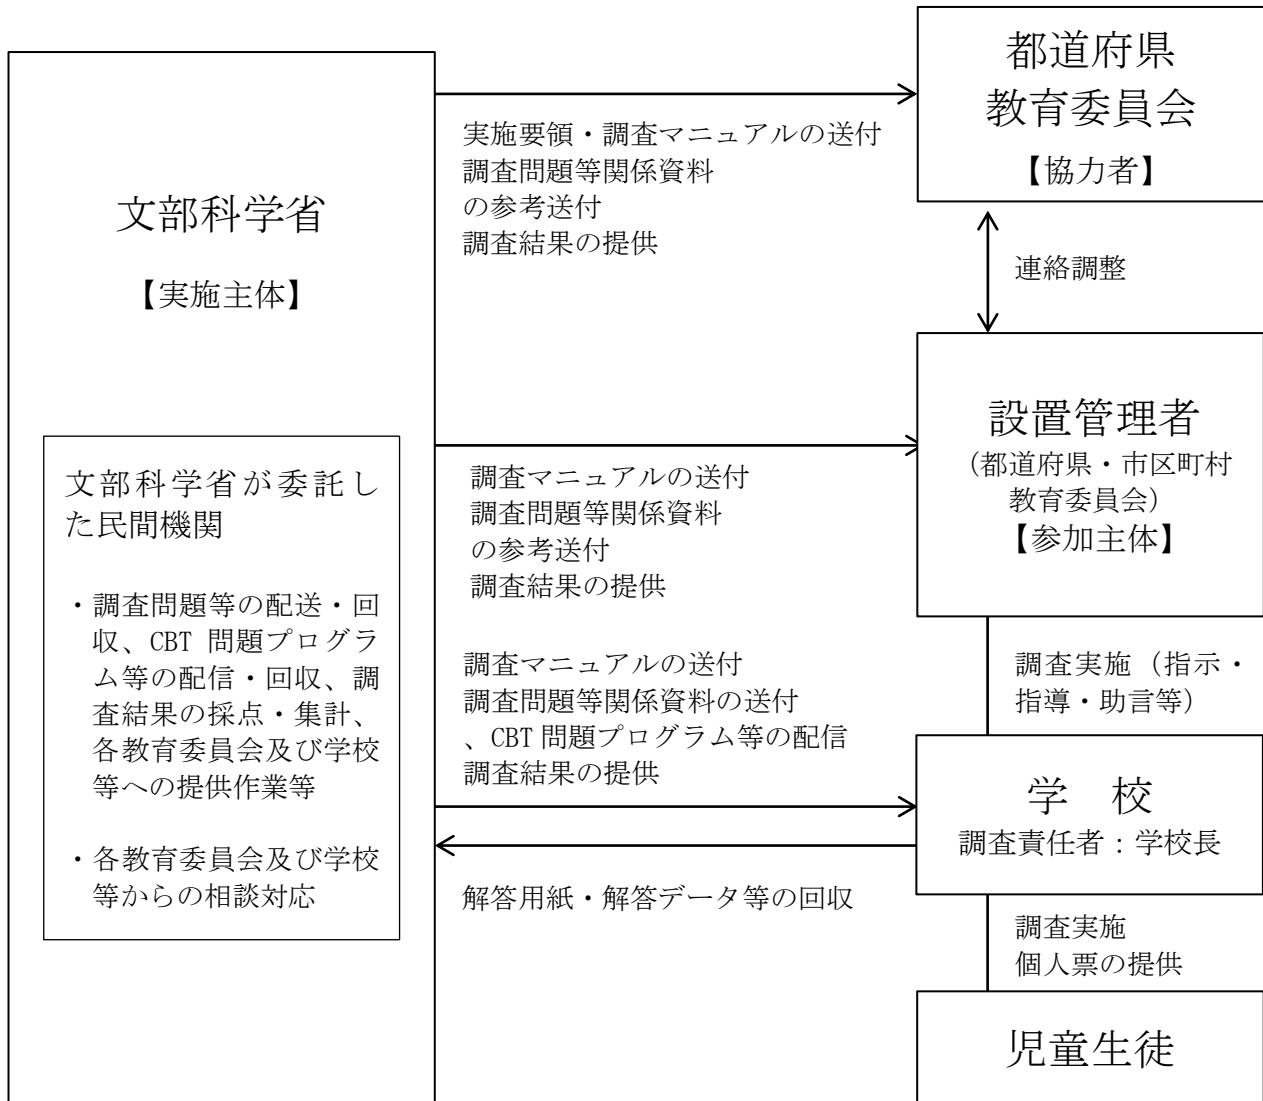 文部科学省
【実施主体】
文部科学省が委託し
た民間機関
・調査問題等の配送・回
収、CBT 問題プログラ
ム等の配信・回収、調
査結果の採点・集計、
各教育委員会及び学校
等への提供作業等
・各教育委員会及び学校
等からの相談対応
実施要領・調査マニュアルの送付
調査問題等関係資料
の参考送付
調査結果の提供
調査マニュアルの送付
調査問題等関係資料
の参考送付
調査結果の提供
調査マニュアルの送付
調査問題等関係資料の送付
、CBT 問題プログラム等の配信
調査結果の提供
解答用紙・解答データ等の回収
都道府県
教育委員会
【協力者】
連絡調整
設置管理者
(都道府県・市区町村
教育委員会)
【参加主体】
調査実施（指示・
指導・助言等）
学　校
調査責任者：学校長
調査実施
個人票の提供
児童生徒